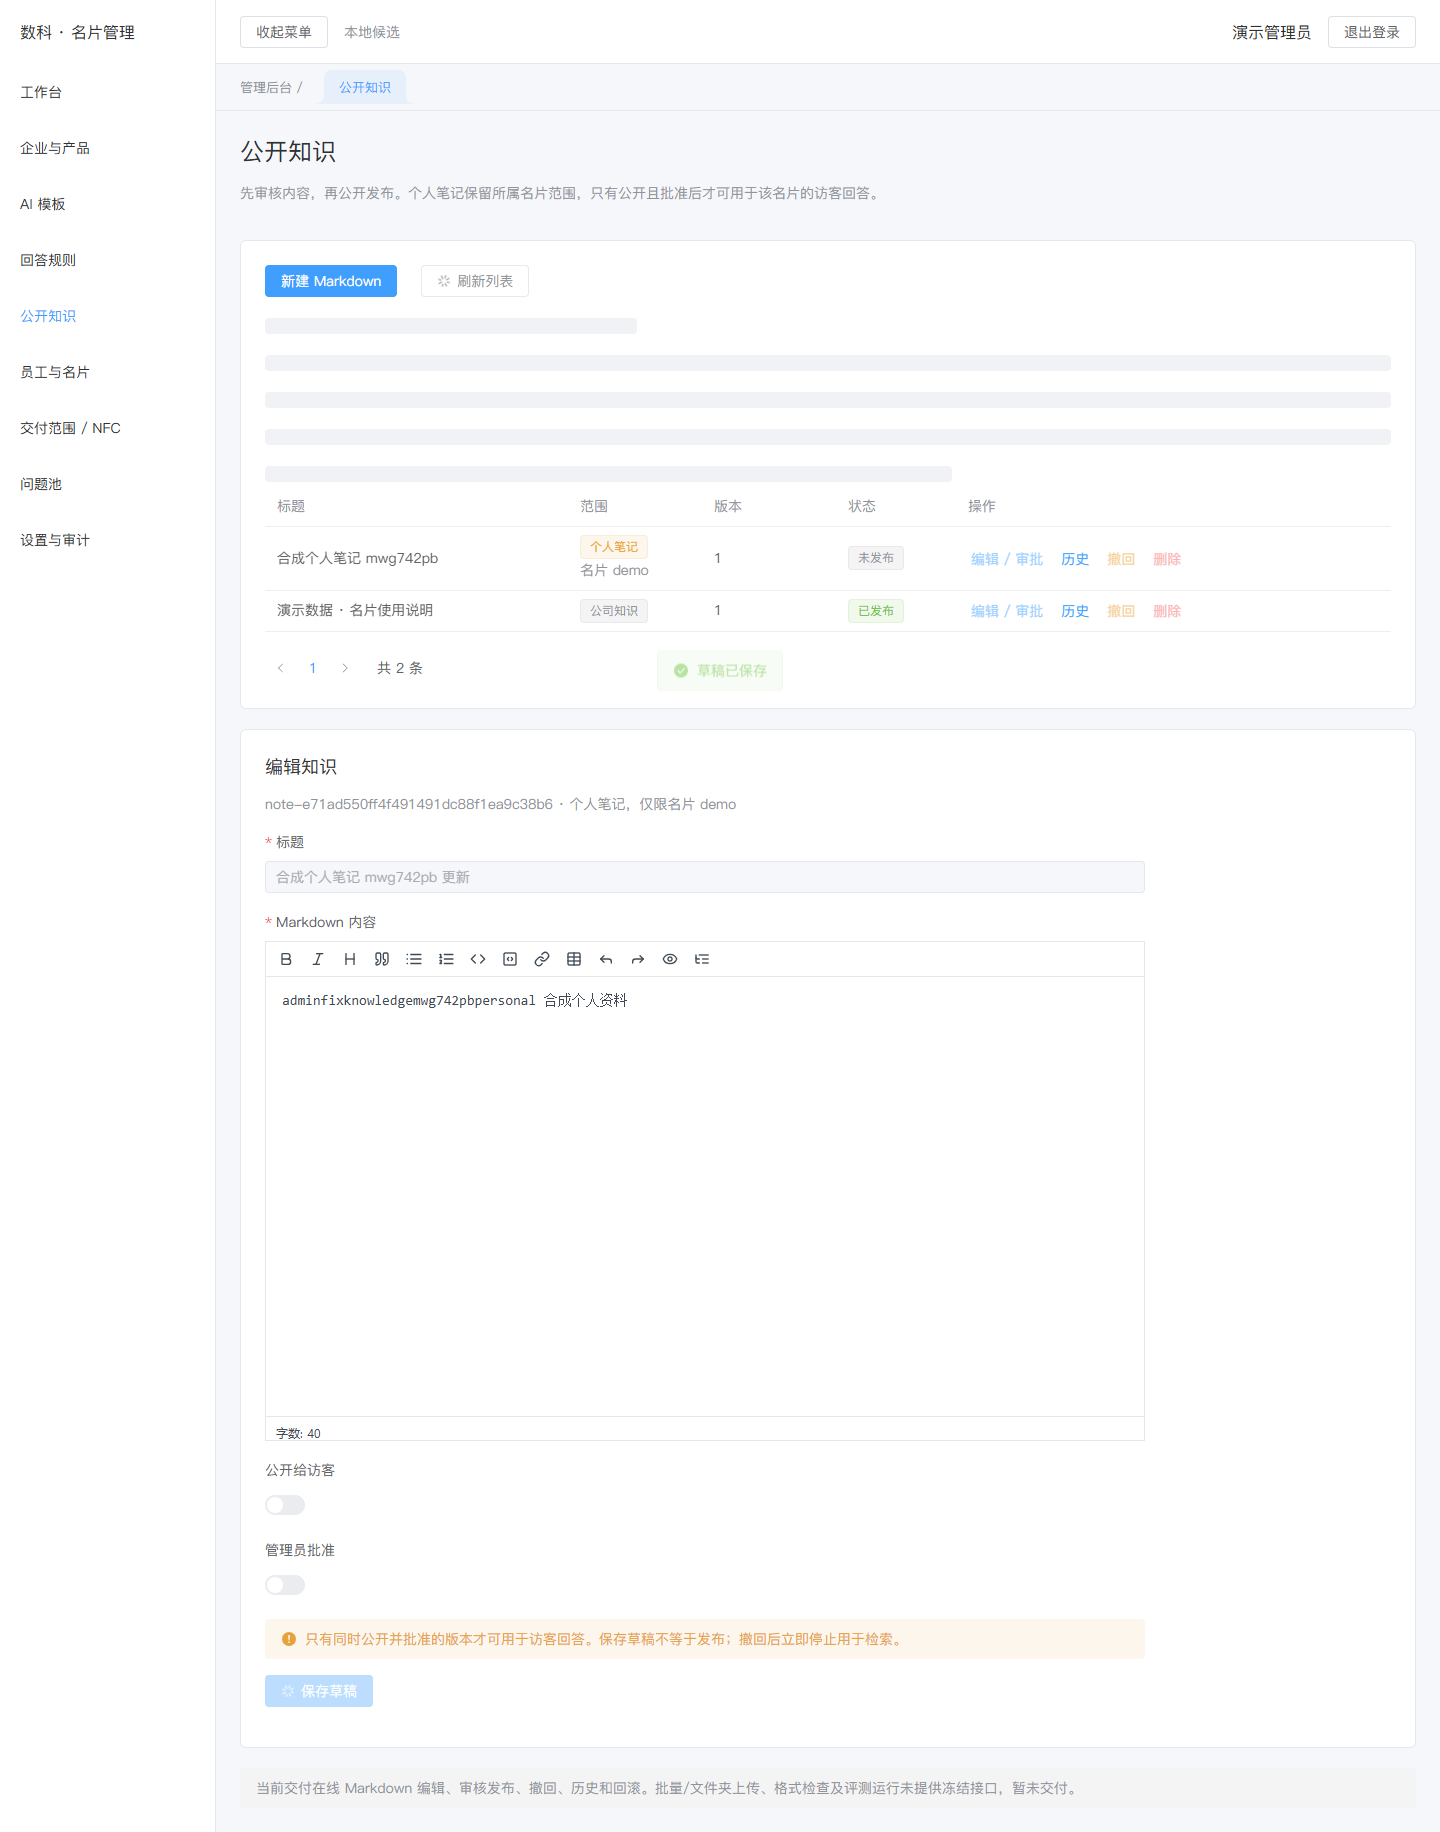 数科 · 名片管理
收起菜单
本地候选
演示管理员
退出登录
工作台
企业与产品
AI 模板
回答规则
公开知识
员工与名片
交付范围 / NFC
问题池
设置与审计
管理后台 /
公开知识
公开知识
先审核内容，再公开发布。个人笔记保留所属名片范围，只有公开且批准后才可用于该名片的访客回答。
新建 Markdown
刷新列表
标题 范围 版本 状态 操作
合成个人笔记 mwg742pb 个人笔记 名片 demo 1 未发布 编辑 / 审批 历史 撤回 删除
演示数据 · 名片使用说明 公司知识 1 已发布 编辑 / 审批 历史 撤回 删除
1 共 2 条
草稿已保存
编辑知识
note-e71ad550ff4f491491dc88f1ea9c38b6 · 个人笔记，仅限名片 demo
* 标题
合成个人笔记 mwg742pb 更新
* Markdown 内容
adminfixknowledgemwg742pbpersonal 合成个人资料
字数: 40
公开给访客
管理员批准
只有同时公开并批准的版本才可用于访客回答。保存草稿不等于发布；撤回后立即停止用于检索。
保存草稿
当前交付在线 Markdown 编辑、审核发布、撤回、历史和回滚。批量/文件夹上传、格式检查及评测运行未提供冻结接口，暂未交付。